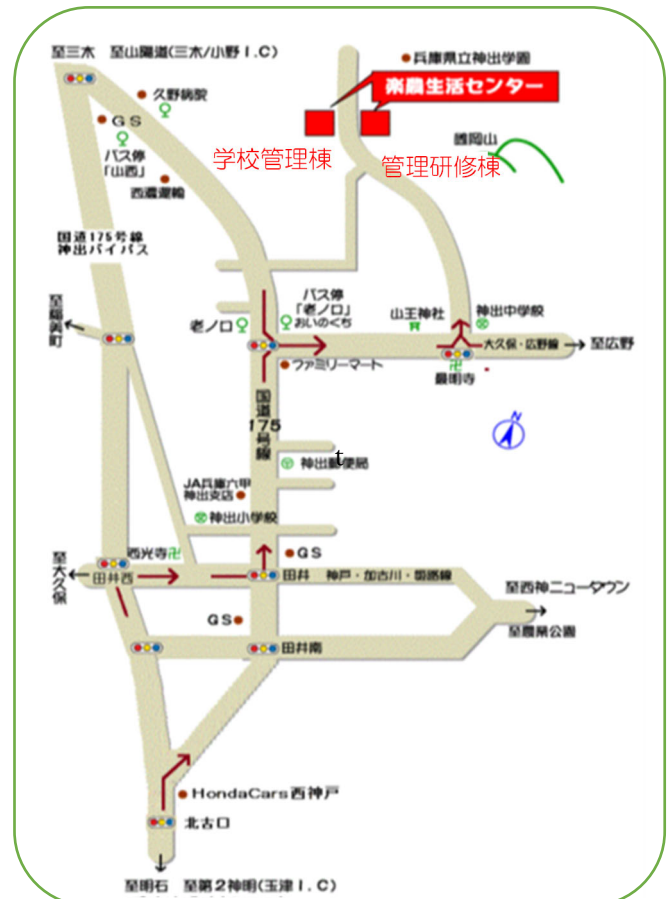 至三木 至山陽道(三木/小野I.C)
兵庫県立神出学園
楽農生活センター
久野病院
GS
バス停
「山西」
西濃運輸
学校管理棟
管理研修棟
雌岡山
国道175号線
神出バイパス
至稲美町
老ノ口
バス停
「老ノ口」
おいのくち
山王神社
神出中学校
大久保・広野線
至広野
ファミリーマート
最明寺
N
国道175号線
t
神出郵便局
JA兵庫六甲
神出支店
神出小学校
西光寺
GS
至大久保
田井西
田井
神戸・加古川・姫路線
至西神ニュータウン
至農業公園
GS
田井南
HondaCars西神戸
北古口
至明石 至第2神明(玉津I.C)